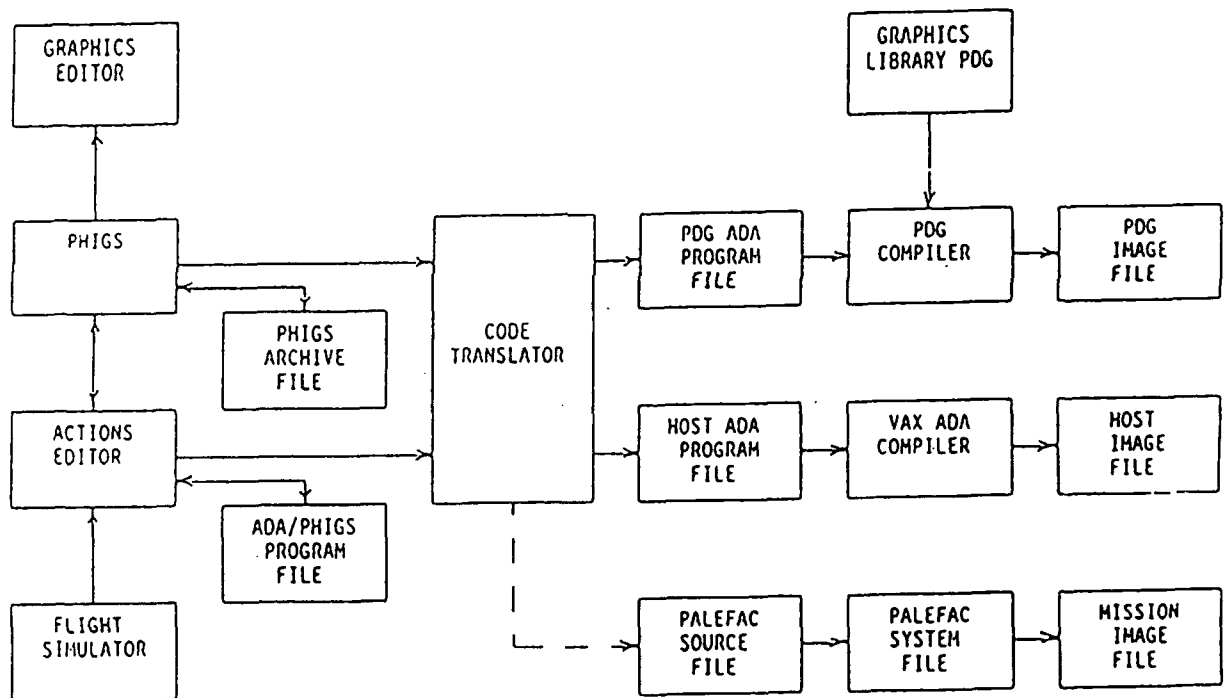 GRAPHICS
EDITOR
GRAPHICS
LIBRARY PDG
PHIGS
PDG ADA
PROGRAM
FILE
PDG
COMPILER
PDG
IMAGE
FILE
PHIGS
ARCHIVE
FILE
CODE
TRANSLATOR
ACTIONS
EDITOR
HOST ADA
PROGRAM
FILE
VAX ADA
COMPILER
HOST
IMAGE
FILE
ADA/PHIGS
PROGRAM
FILE
FLIGHT
SIMULATOR
PALEFAC
SOURCE
FILE
PALEFAC
SYSTEM
FILE
MISSION
IMAGE
FILE